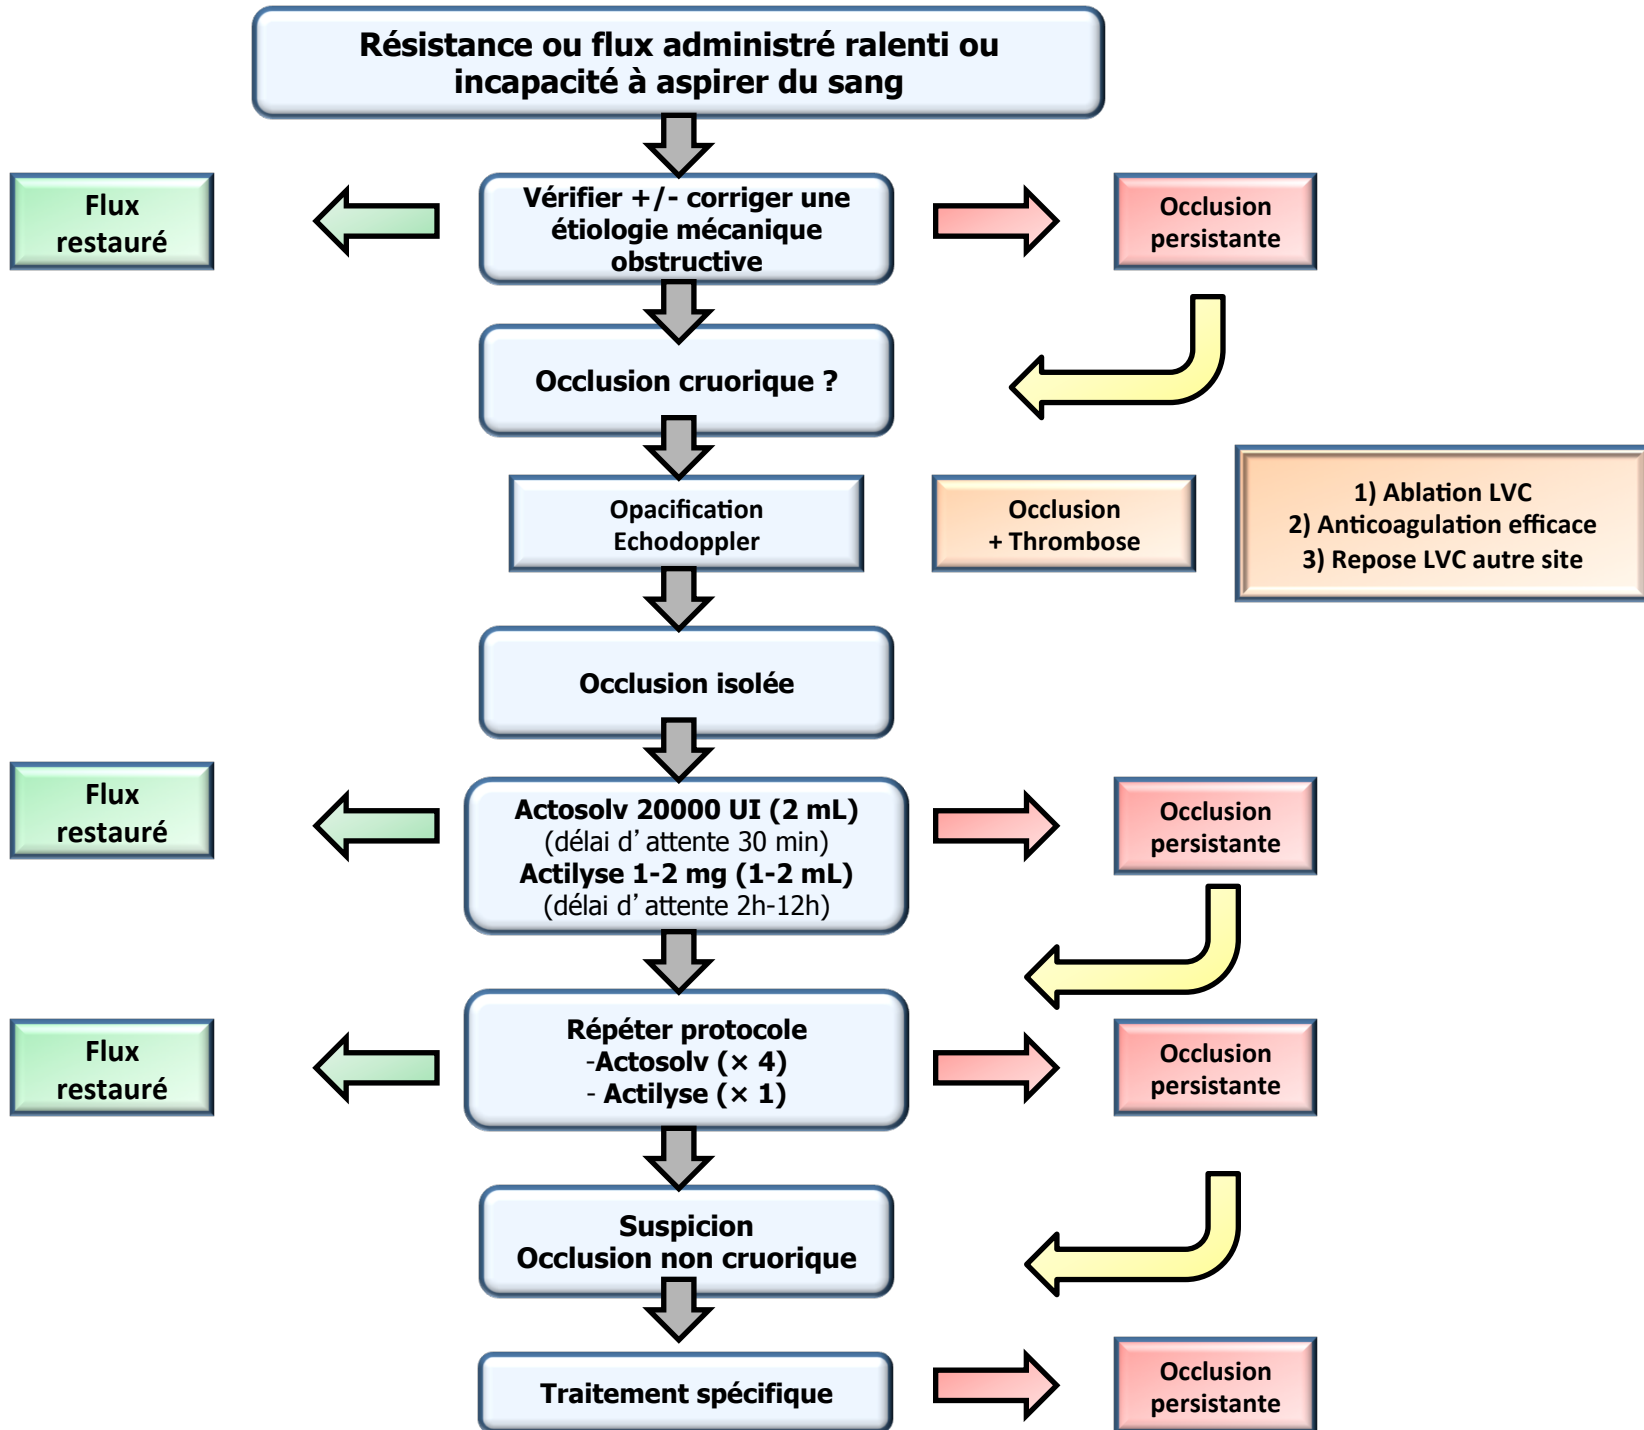 Résistance ou flux administré ralenti ou
incapacité à aspirer du sang
Flux
restauré
Vérifier +/- corriger une
étiologie mécanique
obstructive
Occlusion
persistante
Occlusion cruorique ?
Opacification
Echodoppler
Occlusion
+ Thrombose
1) Ablation LVC
2) Anticoagulation efficace
3) Repose LVC autre site
Occlusion isolée
Flux
restauré
Actosolv 20000 UI (2 mL)
(délai d’attente 30 min)
Actilyse 1-2 mg (1-2 mL)
(délai d’attente 2h-12h)
Occlusion
persistante
Flux
restauré
Répéter protocole
-Actosolv (× 4)
- Actilyse (× 1)
Occlusion
persistante
Suspicion
Occlusion non cruorique
Traitement spécifique
Occlusion
persistante